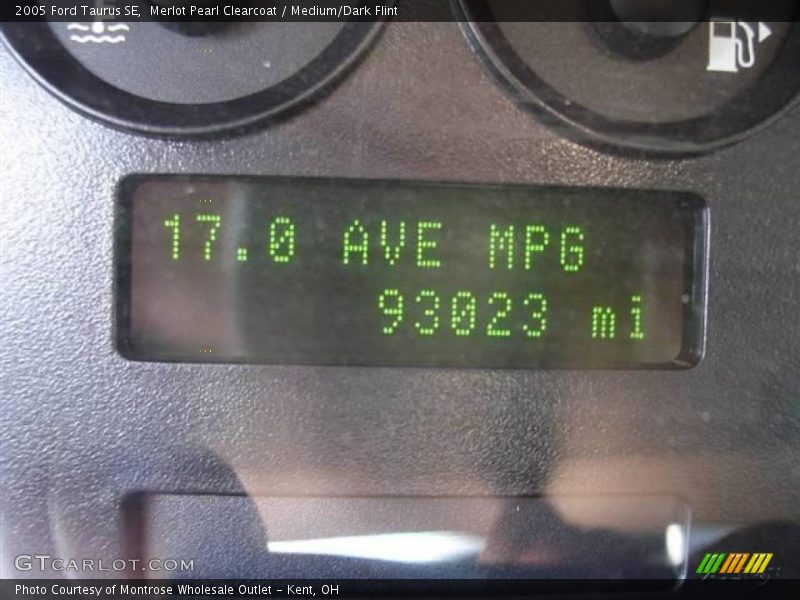 2005 Ford Taurus SE, Merlot Pearl Clearcoat / Medium/Dark Flint
17.0 AVE MPG
93023 mi
GTCARLOT.COM
Photo Courtesy of Montrose Wholesale Outlet - Kent, OH